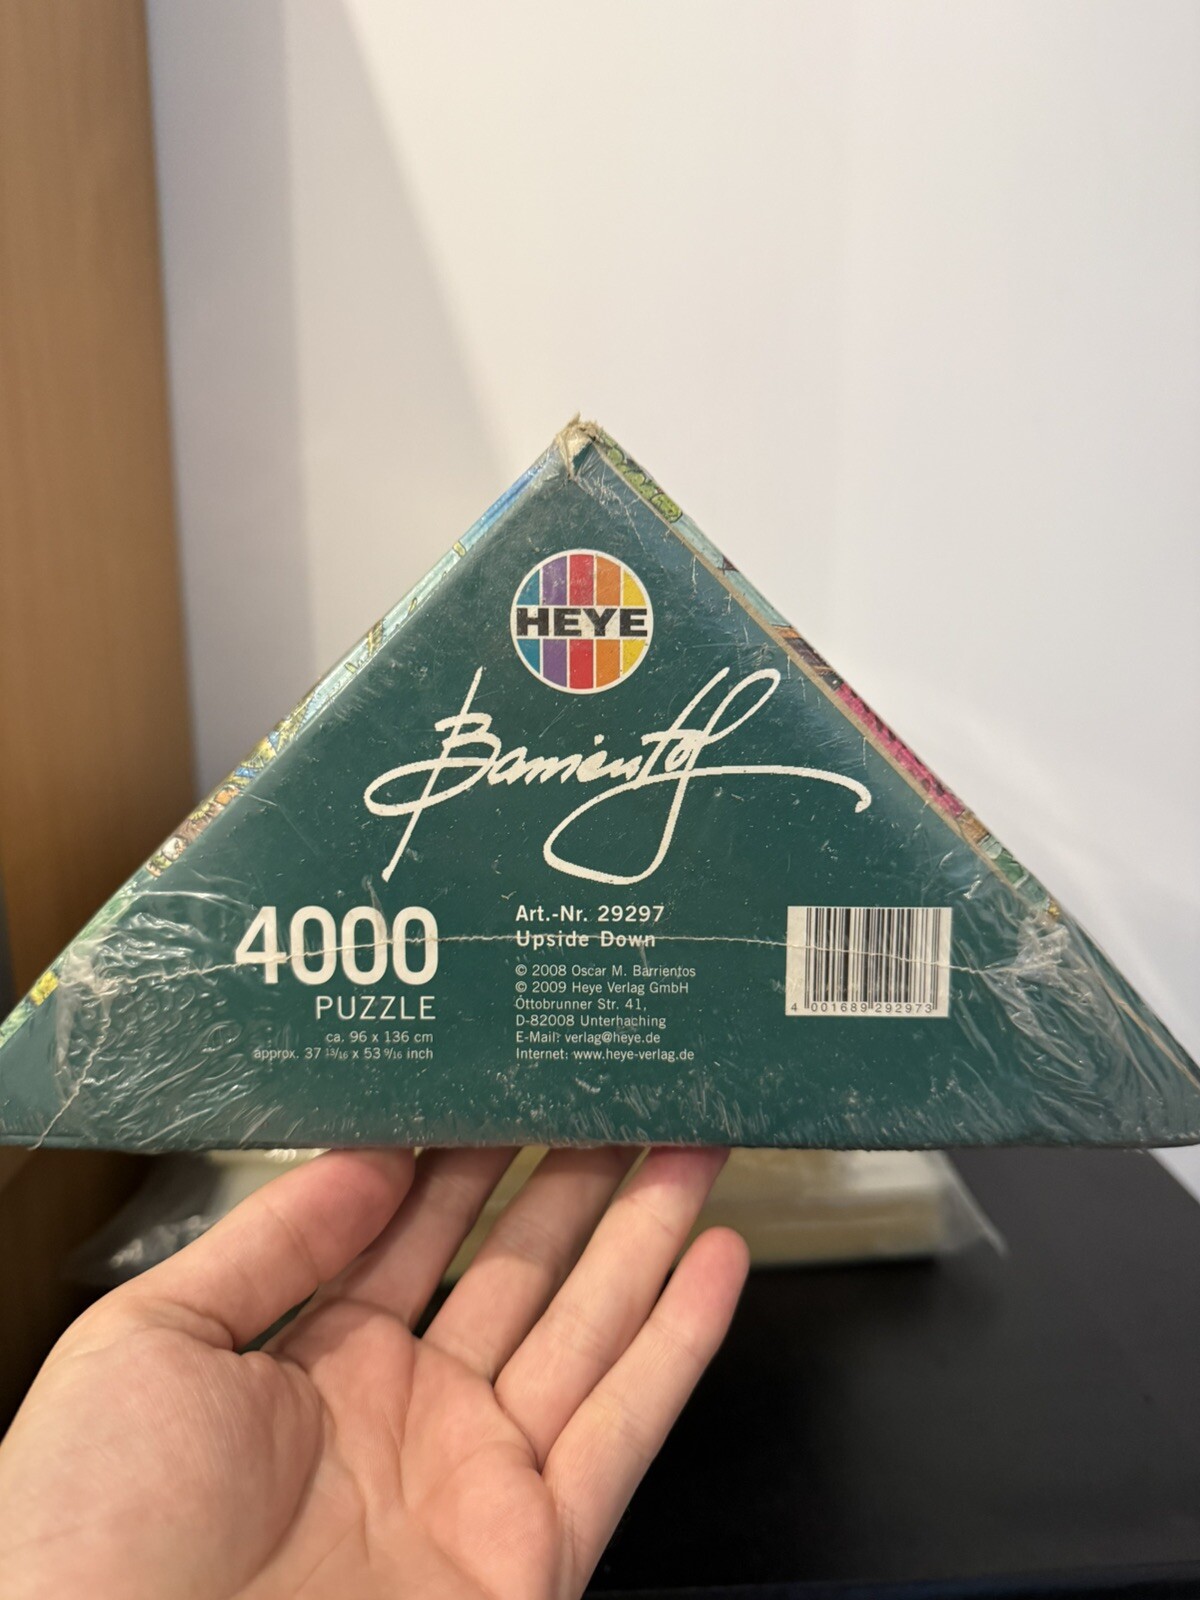 HEYE
Barrientos
4000
PUZZLE
ca. 96 x 136 cm
approx. 37 13/16 x 53 9/16 inch
Art.-Nr. 29297
Upside Down
© 2008 Oscar M. Barrientos
© 2009 Heye Verlag GmbH
Ottobrunner Str. 41,
D-82008 Unterhaching
E-Mail: verlag@heye.de
Internet: www.heye-verlag.de
4 001689 292973